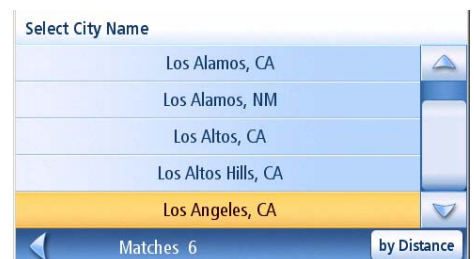 Select City Name
Los Alamos, CA
Los Alamos, NM
Los Altos, CA
Los Altos Hills, CA
Los Angeles, CA
Matches 6
by Distance